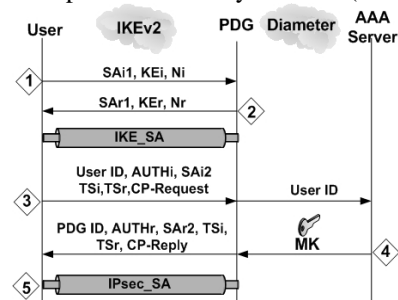 User
IKEv2
PDG
Diameter
AAA
Server
1
SAi1, KEi, Ni
SAr1, KEr, Nr
2
IKE_SA
User ID, AUTHi, SAi2
TSi,TSr,CP-Request
User ID
3
PDG ID, AUTHr, SAr2, TSi,
TSr, CP-Reply
MK
4
5
IPsec_SA